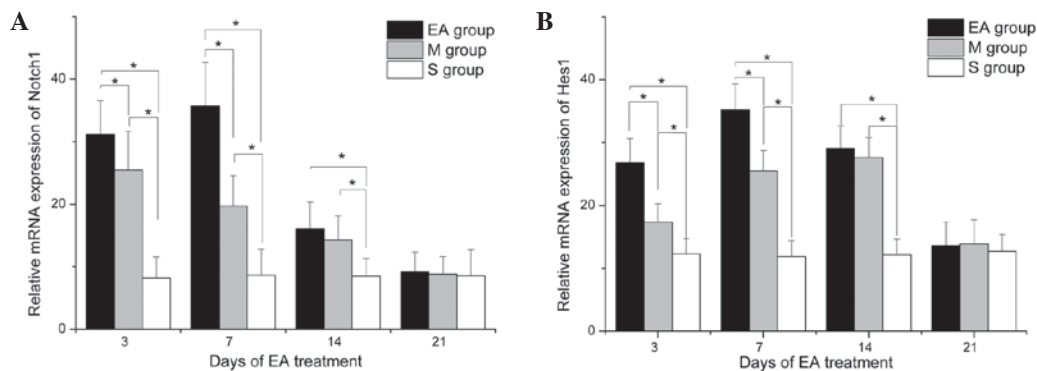 A
Relative mRNA expression of Notch1
40
20
0
EA group
M group
S group
*
*
*
*
*
*
*
*
3
7
14
21
Days of EA treatment
B
Relative mRNA expression of Hes1
40
20
0
EA group
M group
S group
*
*
*
*
*
*
*
*
3
7
14
21
Days of EA treatment